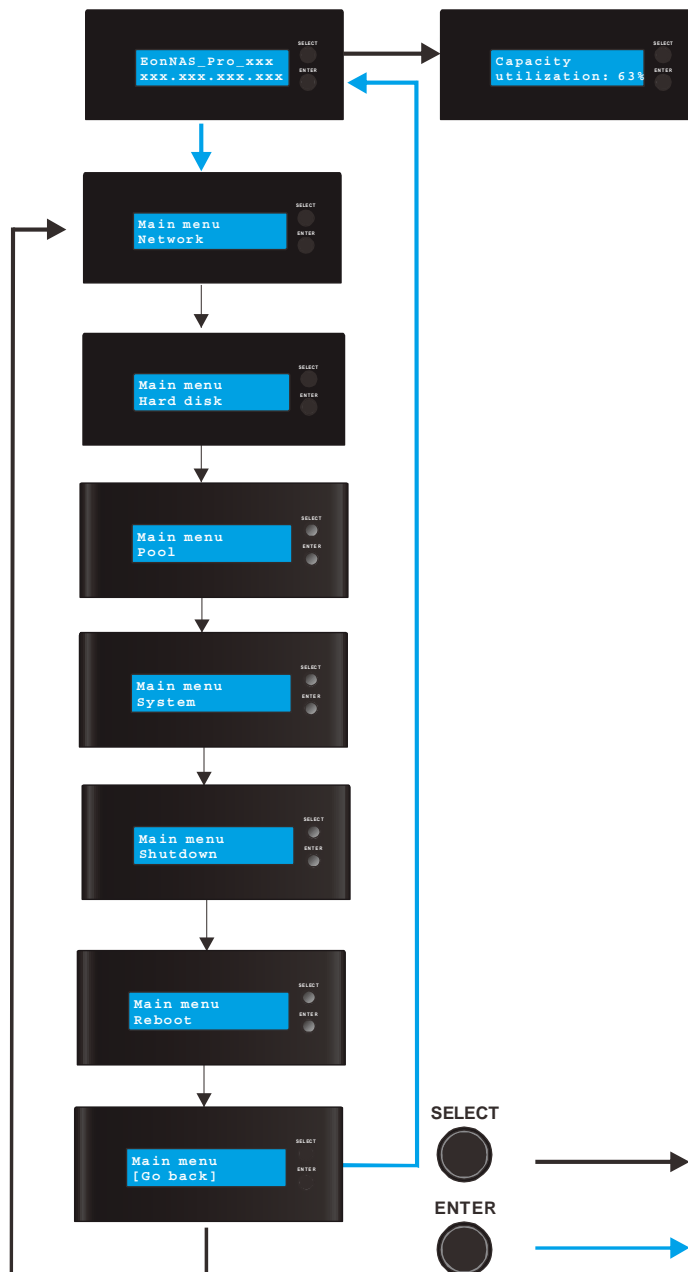 EonNAS_Pro_xxx
xxx.xxx.xxx.xxx
SELECT
ENTER
Capacity
utilization: 63%
SELECT
ENTER
Main menu
Network
SELECT
ENTER
Main menu
Hard disk
SELECT
ENTER
Main menu
Pool
SELECT
ENTER
Main menu
System
SELECT
ENTER
Main menu
Shutdown
SELECT
ENTER
Main menu
Reboot
SELECT
ENTER
Main menu
[Go back]
SELECT
ENTER
SELECT
ENTER